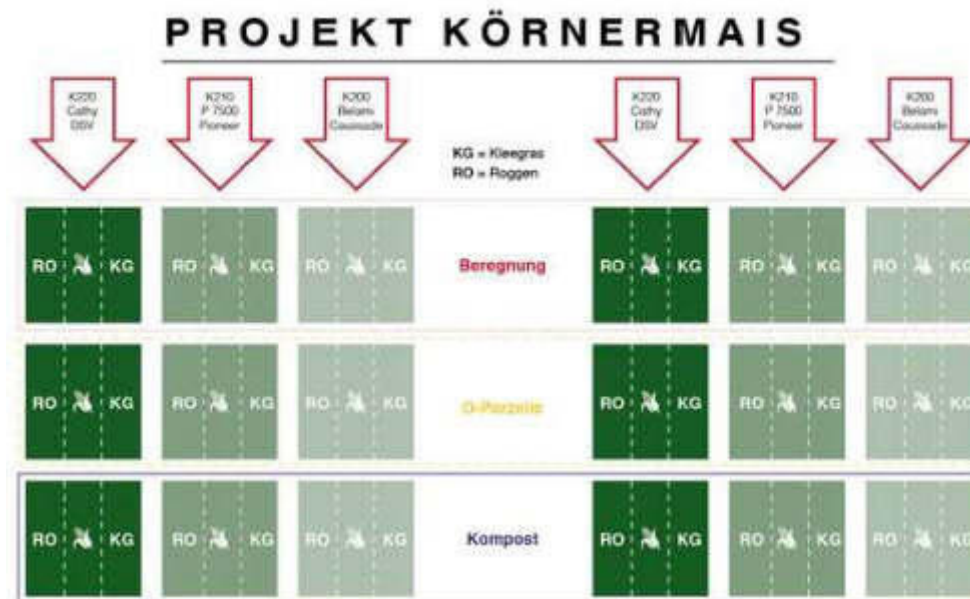 PROJEKT KÖRNERMAIS
K220
Cathy
DSV
K210
P 7500
Pioneer
K200
Belami
Caussade
K220
Cathy
DSV
K210
P 7500
Pioneer
K200
Belami
Caussade
KG = Kleegras
RO = Roggen
RO KG RO KG RO KG Beregnung RO KG RO KG RO KG
RO KG RO KG RO KG O-Parzelle RO KG RO KG RO KG
RO KG RO KG RO KG Kompost RO KG RO KG RO KG